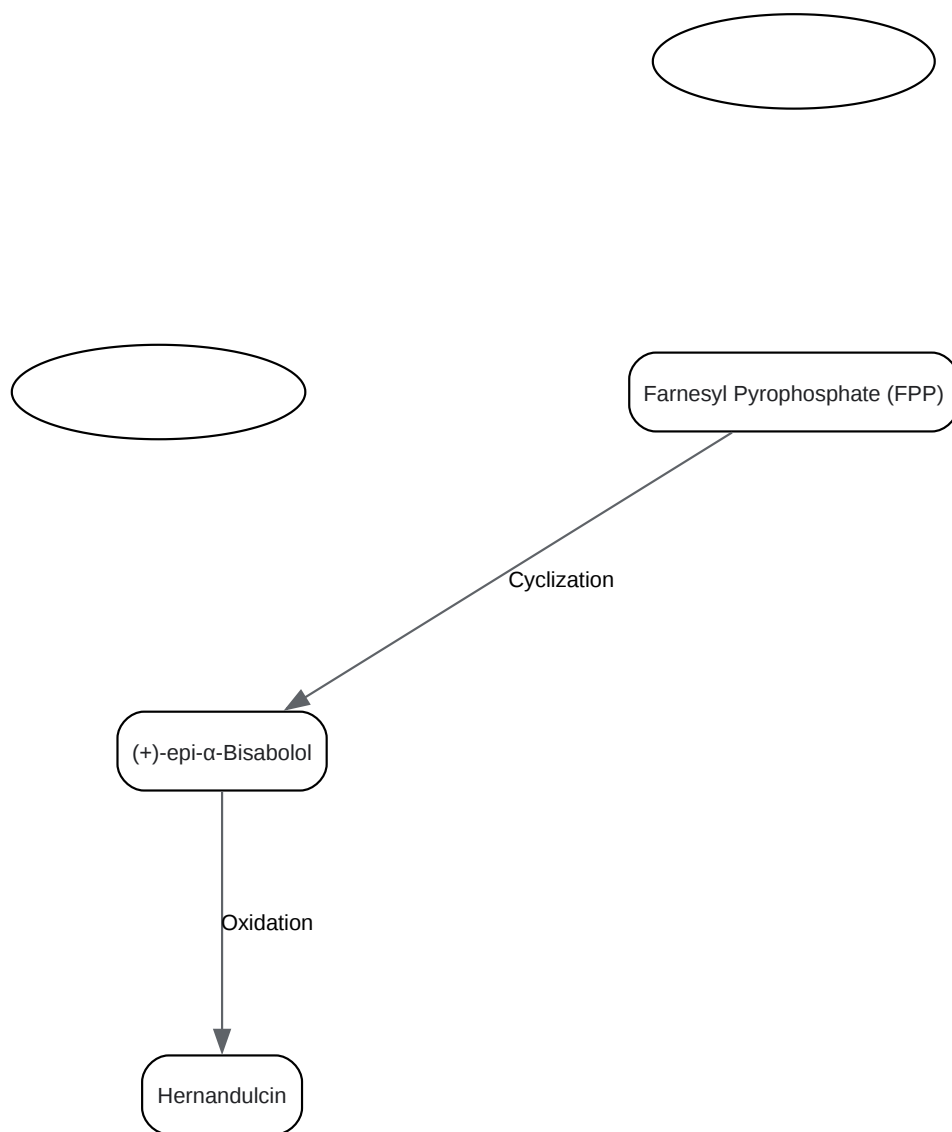 Farnesyl Pyrophosphate (FPP)
Cyclization
(+)-epi-α-Bisabolol
Oxidation
Hernandulcin